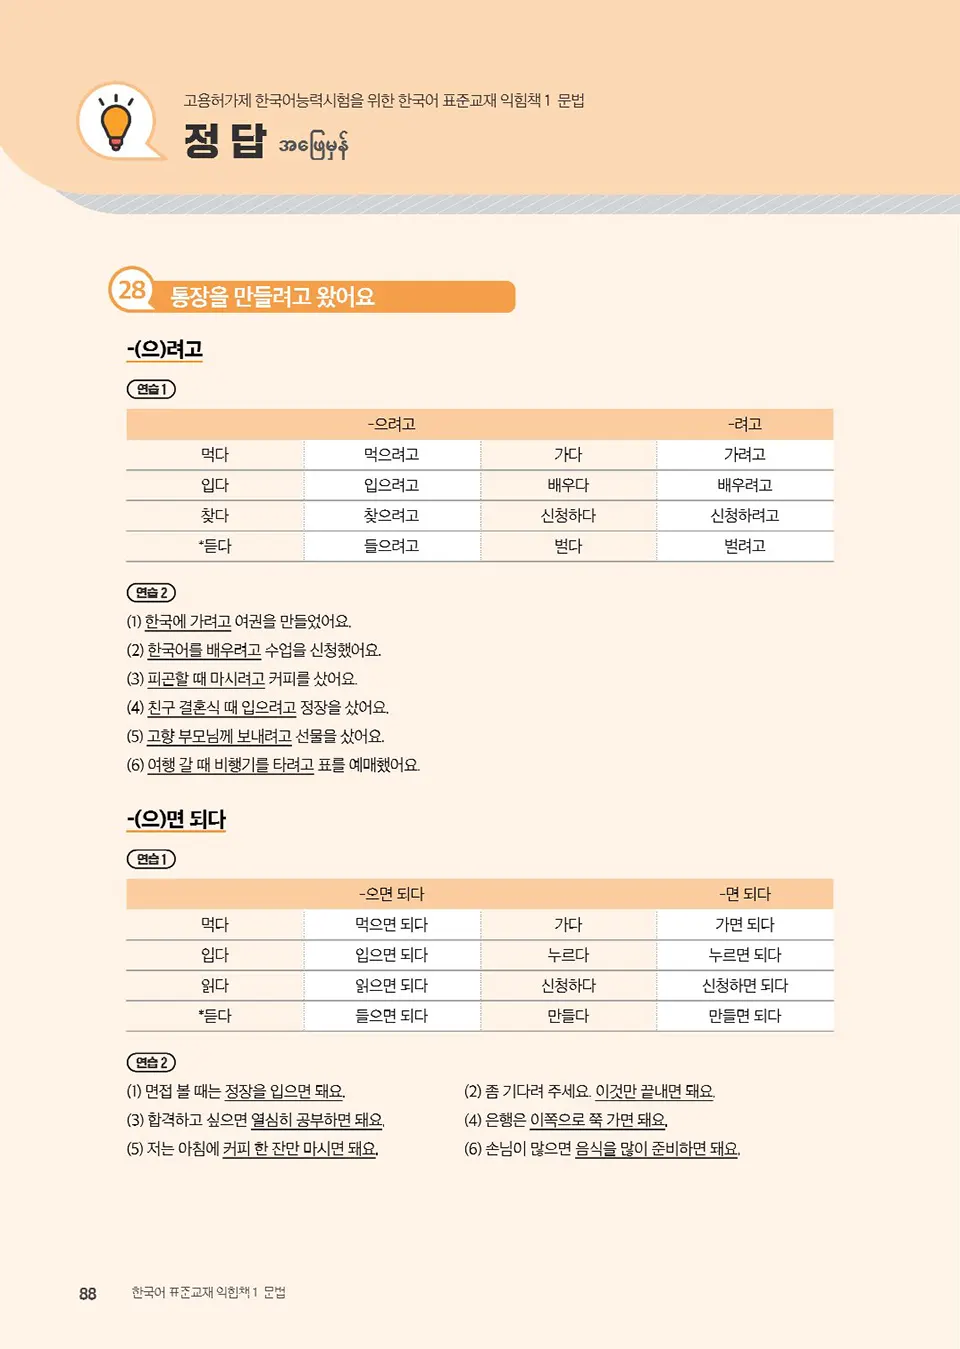 고용허가제 한국어능력시험을 위한 한국어 표준교재 익힘책 1 문법
정답 အဖြေမှန်
28 통장을 만들려고 왔어요
-(으)려고
연습 1
-으려고 -려고
먹다 먹으려고 가다 가려고
입다 입으려고 배우다 배우려고
찾다 찾으려고 신청하다 신청하려고
*듣다 들으려고 벌다 벌려고
연습 2
(1) 한국에 가려고 여권을 만들었어요.
(2) 한국어를 배우려고 수업을 신청했어요.
(3) 피곤할 때 마시려고 커피를 샀어요.
(4) 친구 결혼식 때 입으려고 정장을 샀어요.
(5) 고향 부모님께 보내려고 선물을 샀어요.
(6) 여행 갈 때 비행기를 타려고 표를 예매했어요.
-(으)면 되다
연습 1
-으면 되다 -면 되다
먹다 먹으면 되다 가다 가면 되다
입다 입으면 되다 누르다 누르면 되다
읽다 읽으면 되다 신청하다 신청하면 되다
*듣다 들으면 되다 만들다 만들면 되다
연습 2
(1) 면접 볼 때는 정장을 입으면 돼요. (2) 좀 기다려 주세요. 이것만 끝내면 돼요.
(3) 합격하고 싶으면 열심히 공부하면 돼요. (4) 은행은 이쪽으로 쭉 가면 돼요.
(5) 저는 아침에 커피 한 잔만 마시면 돼요. (6) 손님이 많으면 음식을 많이 준비하면 돼요.
88 한국어 표준교재 익힘책 1 문법